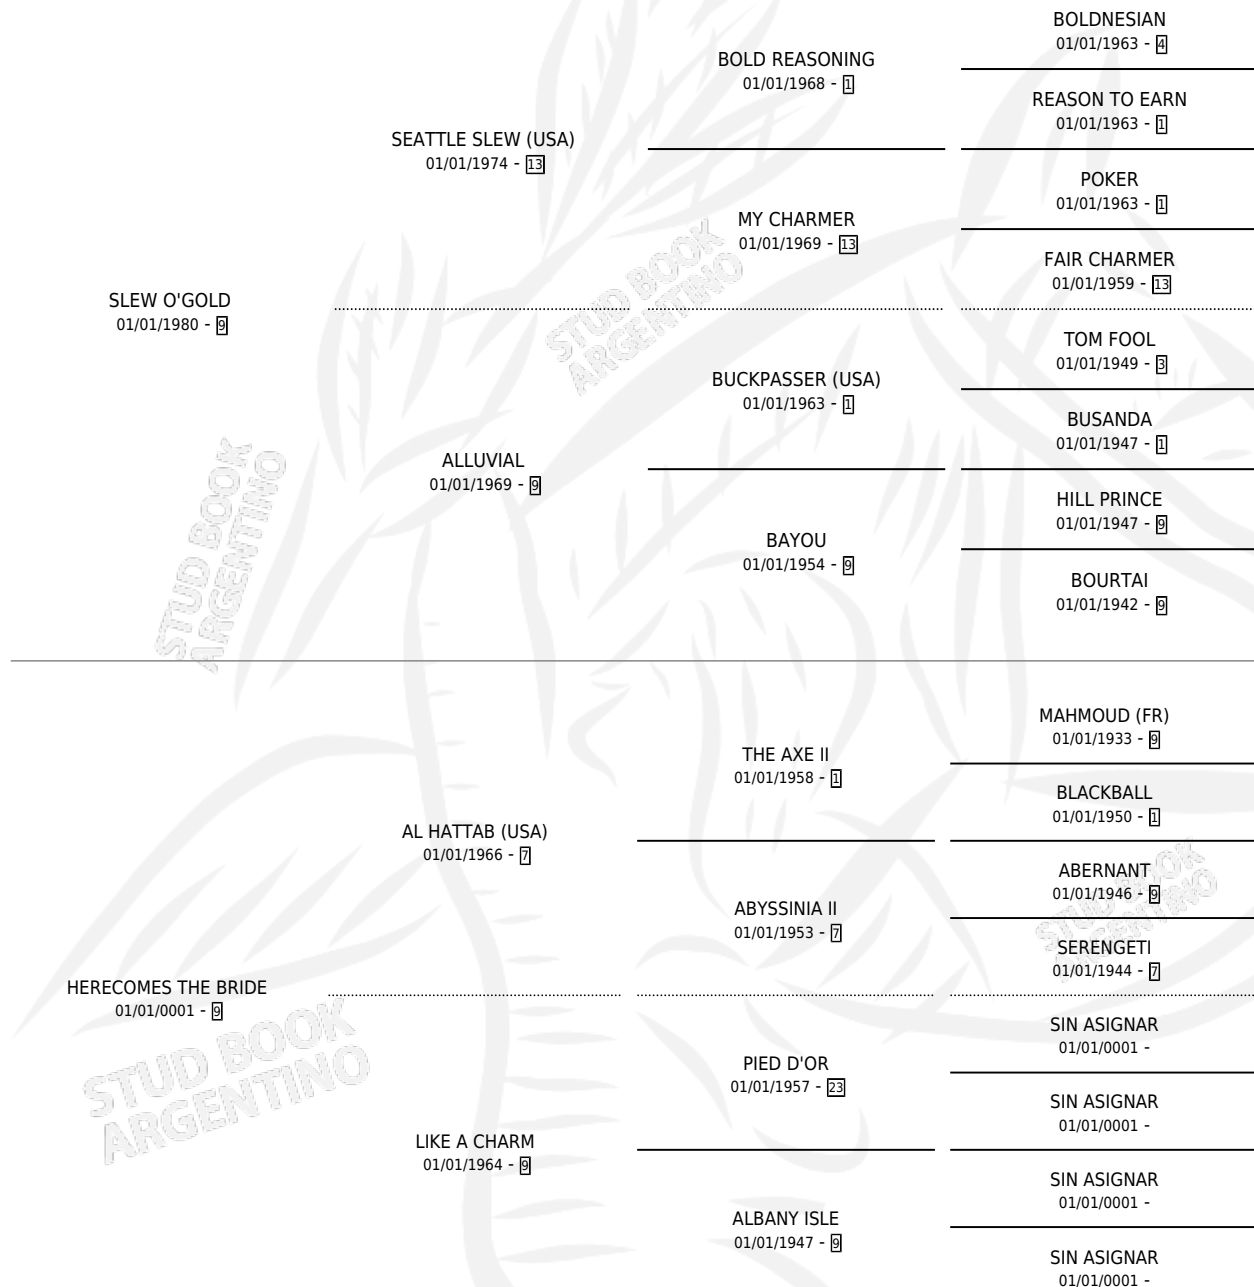 BOLDNESIAN
01/01/1963 - 4
BOLD REASONING
01/01/1968 - 1
REASON TO EARN
01/01/1963 - 1
SEATTLE SLEW (USA)
01/01/1974 - 13
POKER
01/01/1963 - 1
MY CHARMER
01/01/1969 - 13
FAIR CHARMER
01/01/1959 - 13
SLEW O'GOLD
01/01/1980 - 9
TOM FOOL
01/01/1949 - 3
BUCKPASSER (USA)
01/01/1963 - 1
BUSANDA
01/01/1947 - 1
ALLUVIAL
01/01/1969 - 9
HILL PRINCE
01/01/1947 - 9
BAYOU
01/01/1954 - 9
BOURTAI
01/01/1942 - 9
MAHMOUD (FR)
01/01/1933 - 9
THE AXE II
01/01/1958 - 1
BLACKBALL
01/01/1950 - 1
AL HATTAB (USA)
01/01/1966 - 7
ABERNANT
01/01/1946 - 9
ABYSSINIA II
01/01/1953 - 7
SERENGETI
01/01/1944 - 7
HERECOMES THE BRIDE
01/01/0001 - 9
SIN ASIGNAR
01/01/0001 -
PIED D'OR
01/01/1957 - 23
SIN ASIGNAR
01/01/0001 -
LIKE A CHARM
01/01/1964 - 9
SIN ASIGNAR
01/01/0001 -
ALBANY ISLE
01/01/1947 - 9
SIN ASIGNAR
01/01/0001 -
STUD BOOK
ARGENTINO
STUD BOOK
ARGENTINO
STUD BOOK
ARGENTINO
STUD BOOK
ARGENTINO